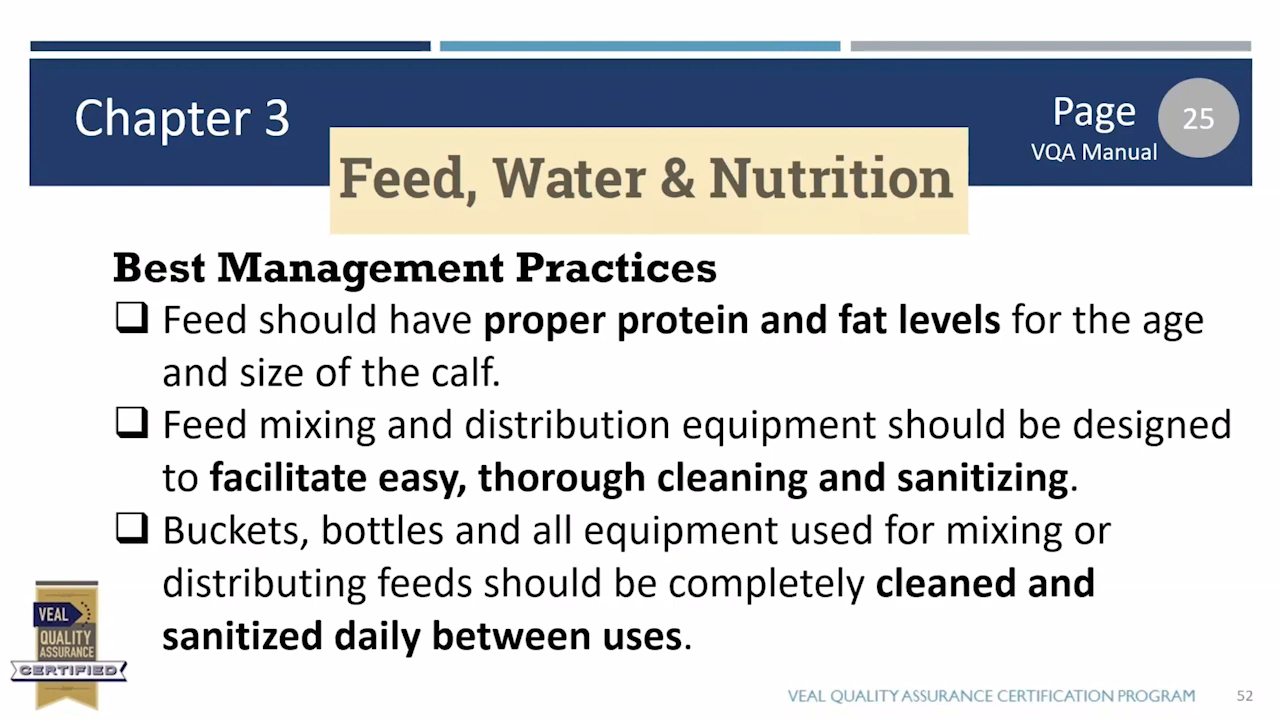 Chapter 3
Page
25
VQA Manual
Feed, Water & Nutrition
Best Management Practices
Feed should have proper protein and fat levels for the age
and size of the calf.
Feed mixing and distribution equipment should be designed
to facilitate easy, thorough cleaning and sanitizing.
Buckets, bottles and all equipment used for mixing or
distributing feeds should be completely cleaned and
sanitized daily between uses.
VEAL
QUALITY
ASSURANCE
CERTIFIED
VEAL QUALITY ASSURANCE CERTIFICATION PROGRAM
52